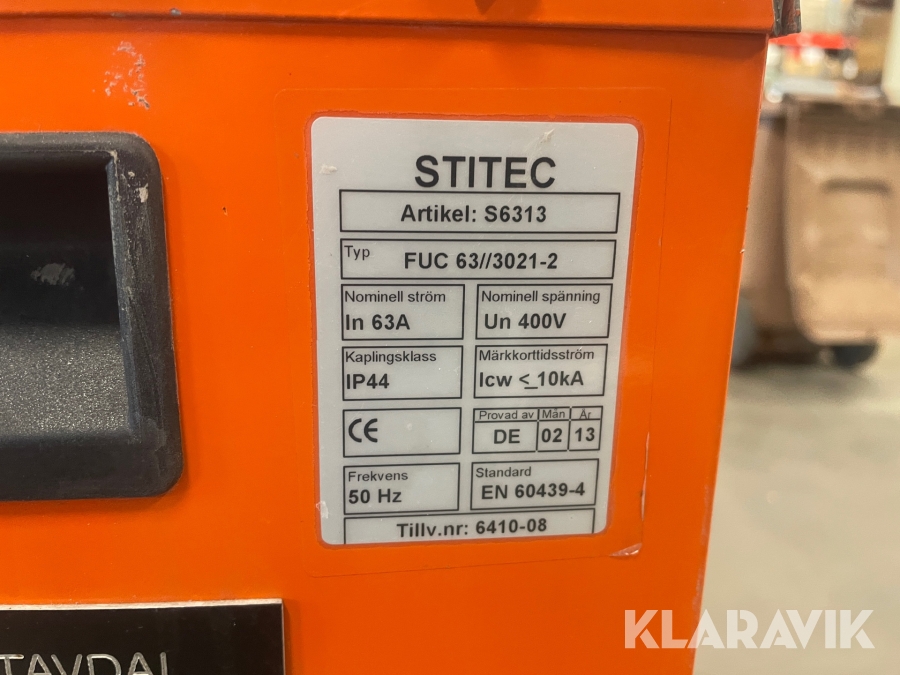 STITEC
Artikel: S6313
Typ FUC 63//3021-2
Nominell ström
In 63A
Nominell spänning
Un 400V
Kaplingsklass
IP44
Märkkorttidsström
Icw <_10kA
CE
Provad av Mån År
DE 02 13
Frekvens
50 Hz
Standard
EN 60439-4
Tillv.nr: 6410-08
TAVDAL
KLARAVIK